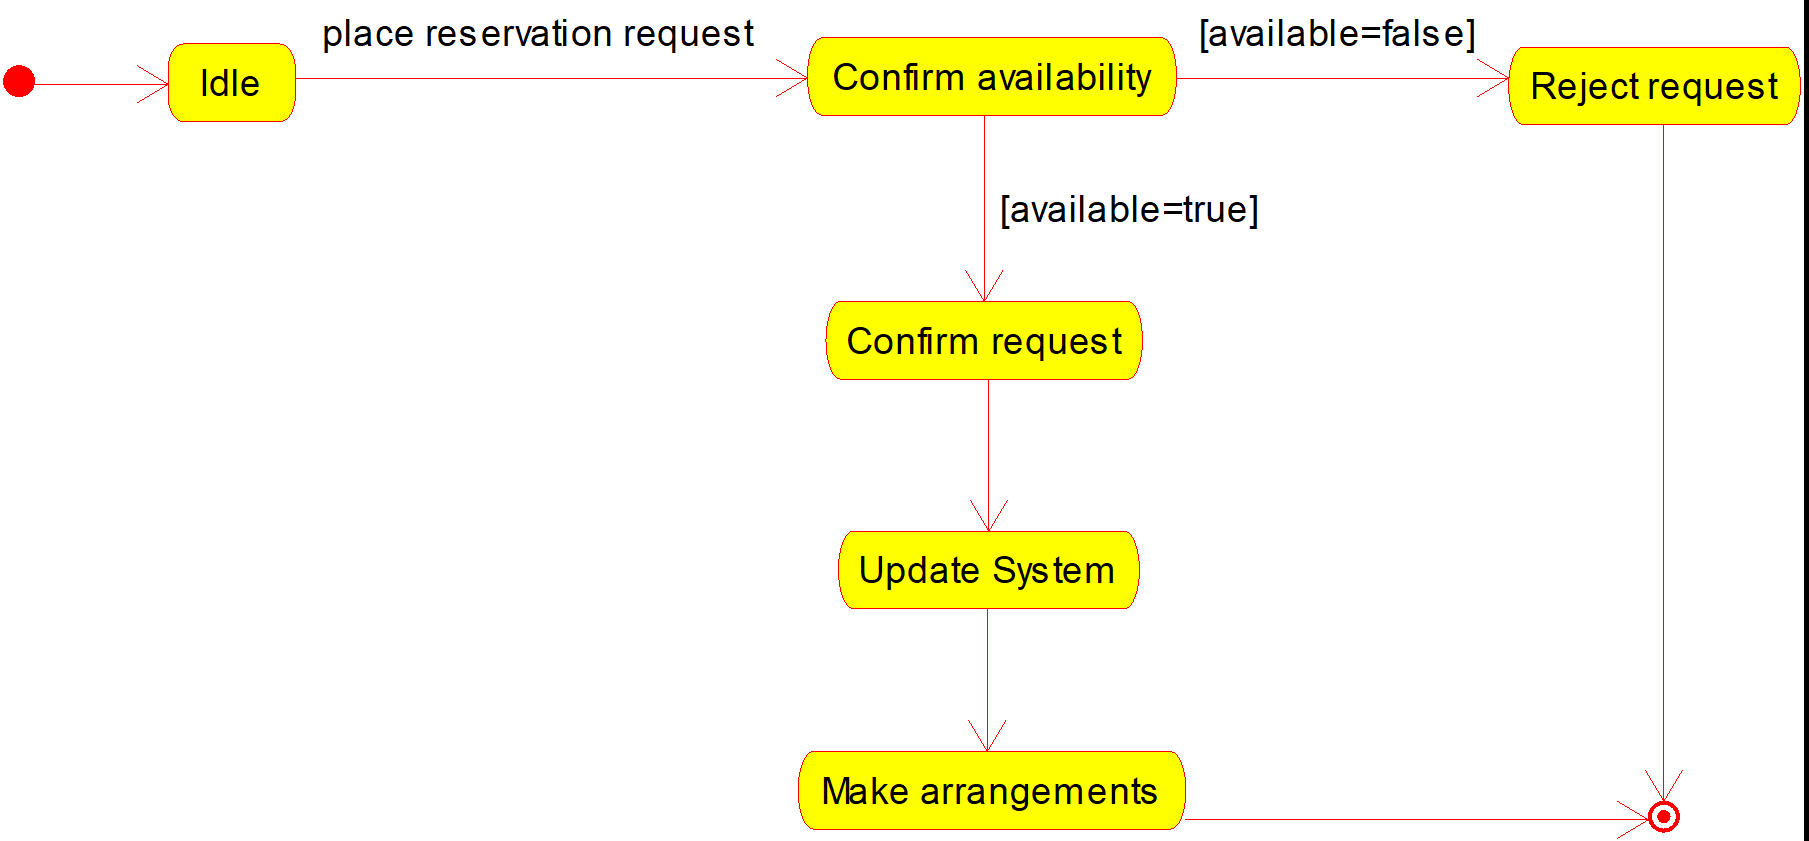 place reservation request
[available=false]
Idle
Confirm availability
Reject request
[available=true]
Confirm request
Update System
Make arrangements